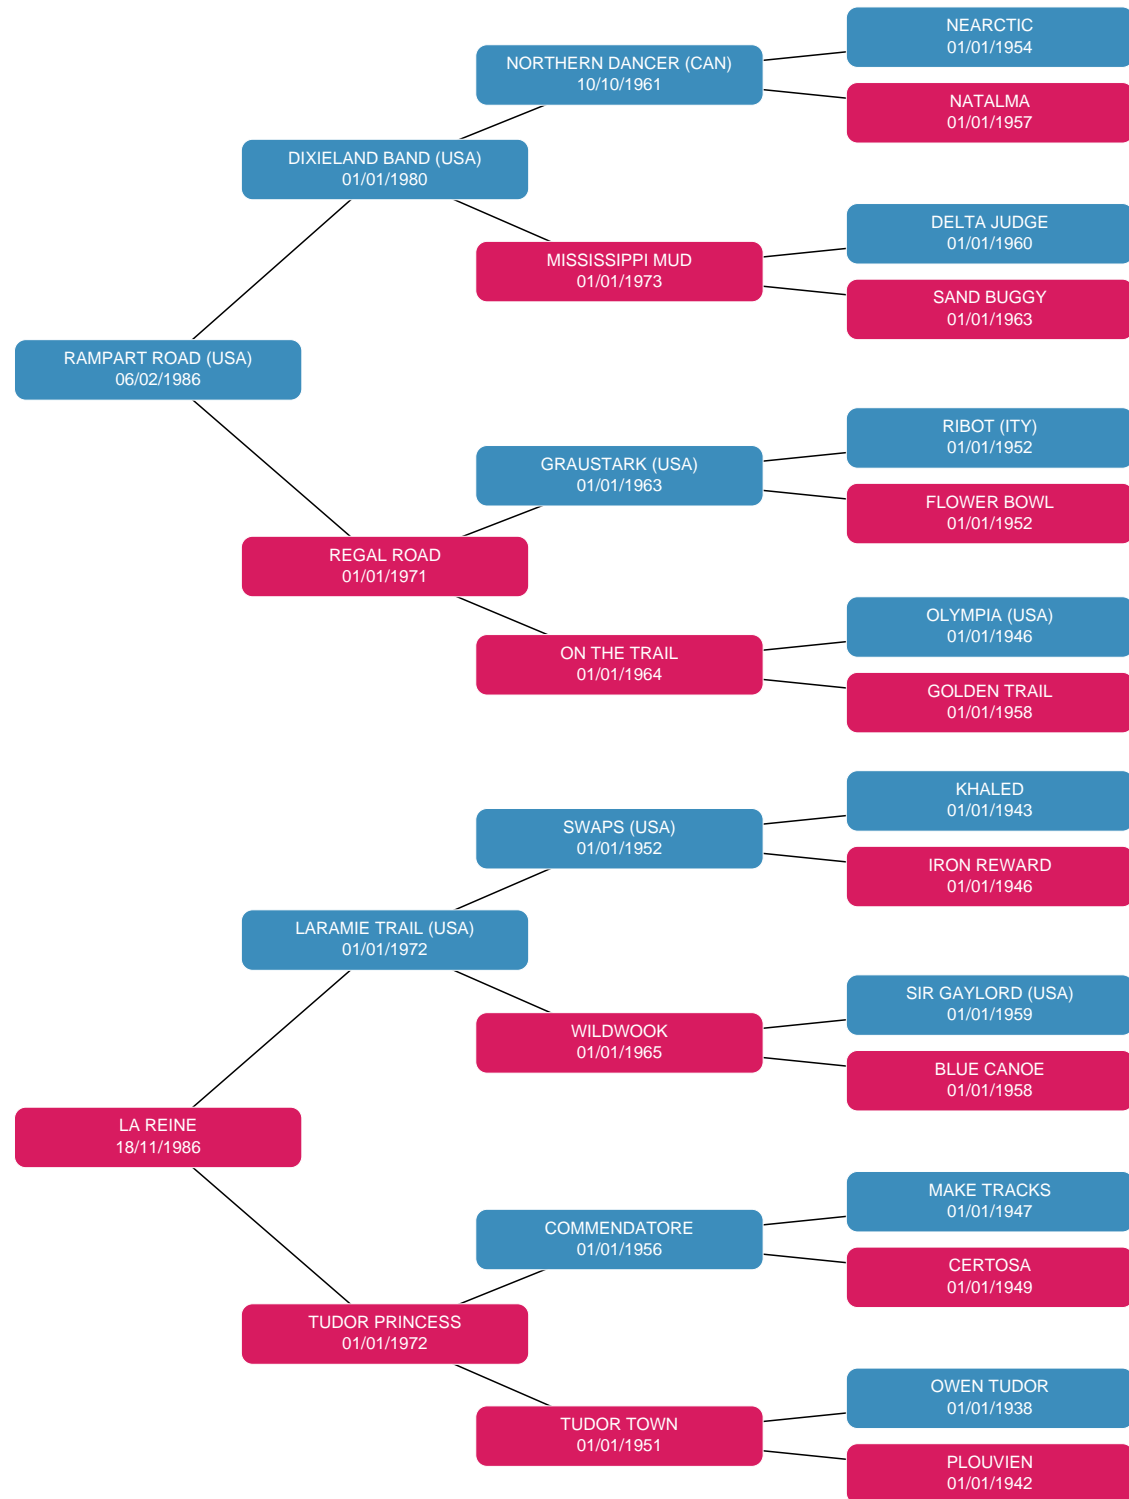 NEARCTIC
01/01/1954
NORTHERN DANCER (CAN)
10/10/1961
NATALMA
01/01/1957
DIXIELAND BAND (USA)
01/01/1980
DELTA JUDGE
01/01/1960
MISSISSIPPI MUD
01/01/1973
SAND BUGGY
01/01/1963
RAMPART ROAD (USA)
06/02/1986
RIBOT (ITY)
01/01/1952
GRAUSTARK (USA)
01/01/1963
FLOWER BOWL
01/01/1952
REGAL ROAD
01/01/1971
OLYMPIA (USA)
01/01/1946
ON THE TRAIL
01/01/1964
GOLDEN TRAIL
01/01/1958
KHALED
01/01/1943
SWAPS (USA)
01/01/1952
IRON REWARD
01/01/1946
LARAMIE TRAIL (USA)
01/01/1972
SIR GAYLORD (USA)
01/01/1959
WILDWOOK
01/01/1965
BLUE CANOE
01/01/1958
LA REINE
18/11/1986
MAKE TRACKS
01/01/1947
COMMENDATORE
01/01/1956
CERTOSA
01/01/1949
TUDOR PRINCESS
01/01/1972
OWEN TUDOR
01/01/1938
TUDOR TOWN
01/01/1951
PLOUVIEN
01/01/1942